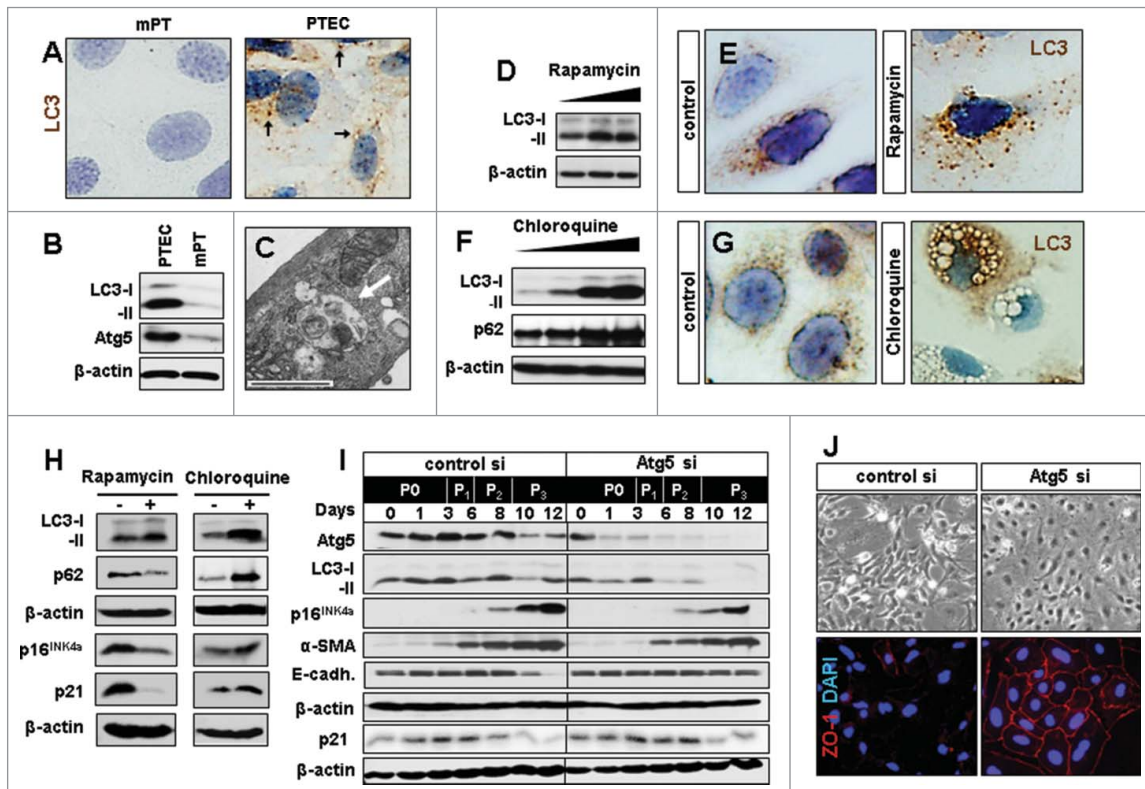 mPT PTEC
A
LC3
B
PTEC mPT
LC3-I
-II
Atg5
β-actin
C
D Rapamycin
LC3-I
-II
β-actin
E LC3
control
Rapamycin
F Chloroquine
LC3-I
-II
p62
β-actin
G LC3
control
Chloroquine
H
Rapamycin Chloroquine
- + - +
LC3-I
-II
p62
β-actin
p16INK4a
p21
β-actin
I
control si Atg5 si
P0 P1 P2 P3 P0 P1 P2 P3
Days 0 1 3 6 8 10 12 0 1 3 6 8 10 12
Atg5
LC3-I
-II
p16INK4a
α-SMA
E-cadh.
β-actin
p21
β-actin
J
control si Atg5 si
ZO-1 DARI